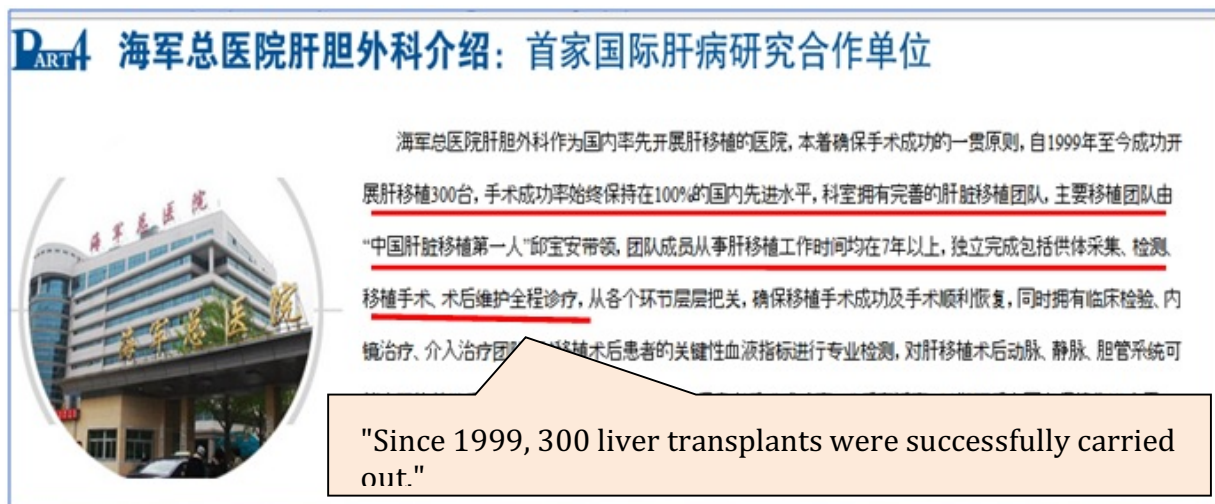 PART4 海军总医院肝胆外科介绍：首家国际肝病研究合作单位
海军总医院肝胆外科作为国内率先开展肝移植的医院，本着确保手术成功的一贯原则，自1999年至今成功开
展肝移植300台，手术成功率始终保持在100%的国内先进水平，科室拥有完善的肝脏移植团队，主要移植团队由
“中国肝脏移植第一人”邱宝安带领，团队成员从事肝移植工作时间均在7年以上，独立完成包括供体采集、检测、
移植手术、术后维护全程诊疗，从各个环节层层把关，确保移植手术成功及手术顺利恢复，同时拥有临床检验、内
镜治疗、介入治疗团 移植术后患者的关键性血液指标进行专业检测，对肝移植术后动脉、静脉、胆管系统可
海军总医院
海军总医院
"Since 1999, 300 liver transplants were successfully carried
out."